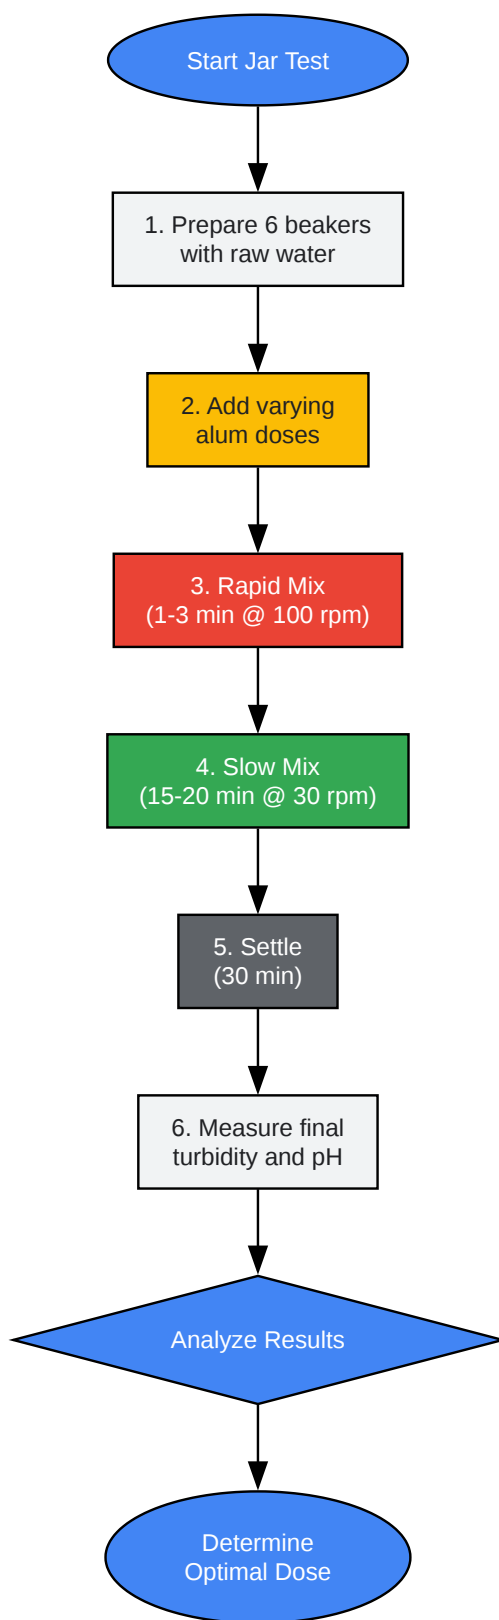 Start Jar Test
1. Prepare 6 beakers
with raw water
2. Add varying
alum doses
3. Rapid Mix
(1-3 min @ 100 rpm)
4. Slow Mix
(15-20 min @ 30 rpm)
5. Settle
(30 min)
6. Measure final
turbidity and pH
Analyze Results
Determine
Optimal Dose